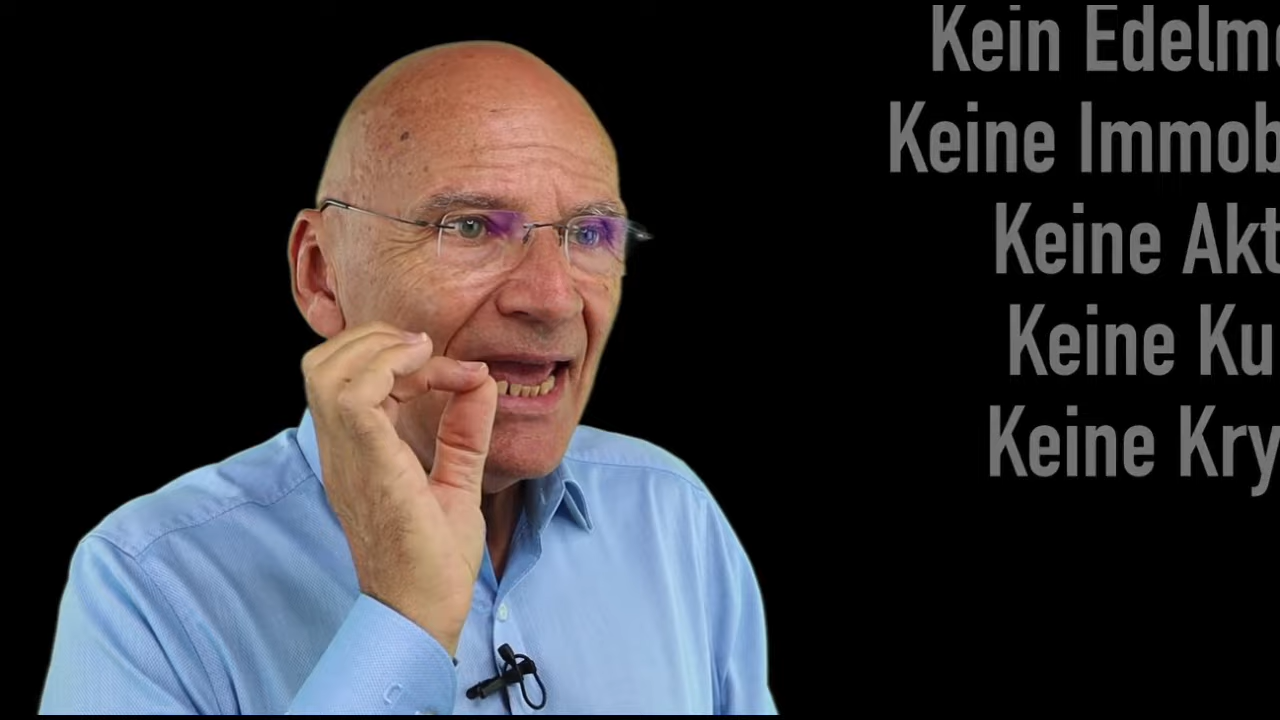 Kein Edelme
Keine Immob
Keine Akt
Keine Ku
Keine Kry